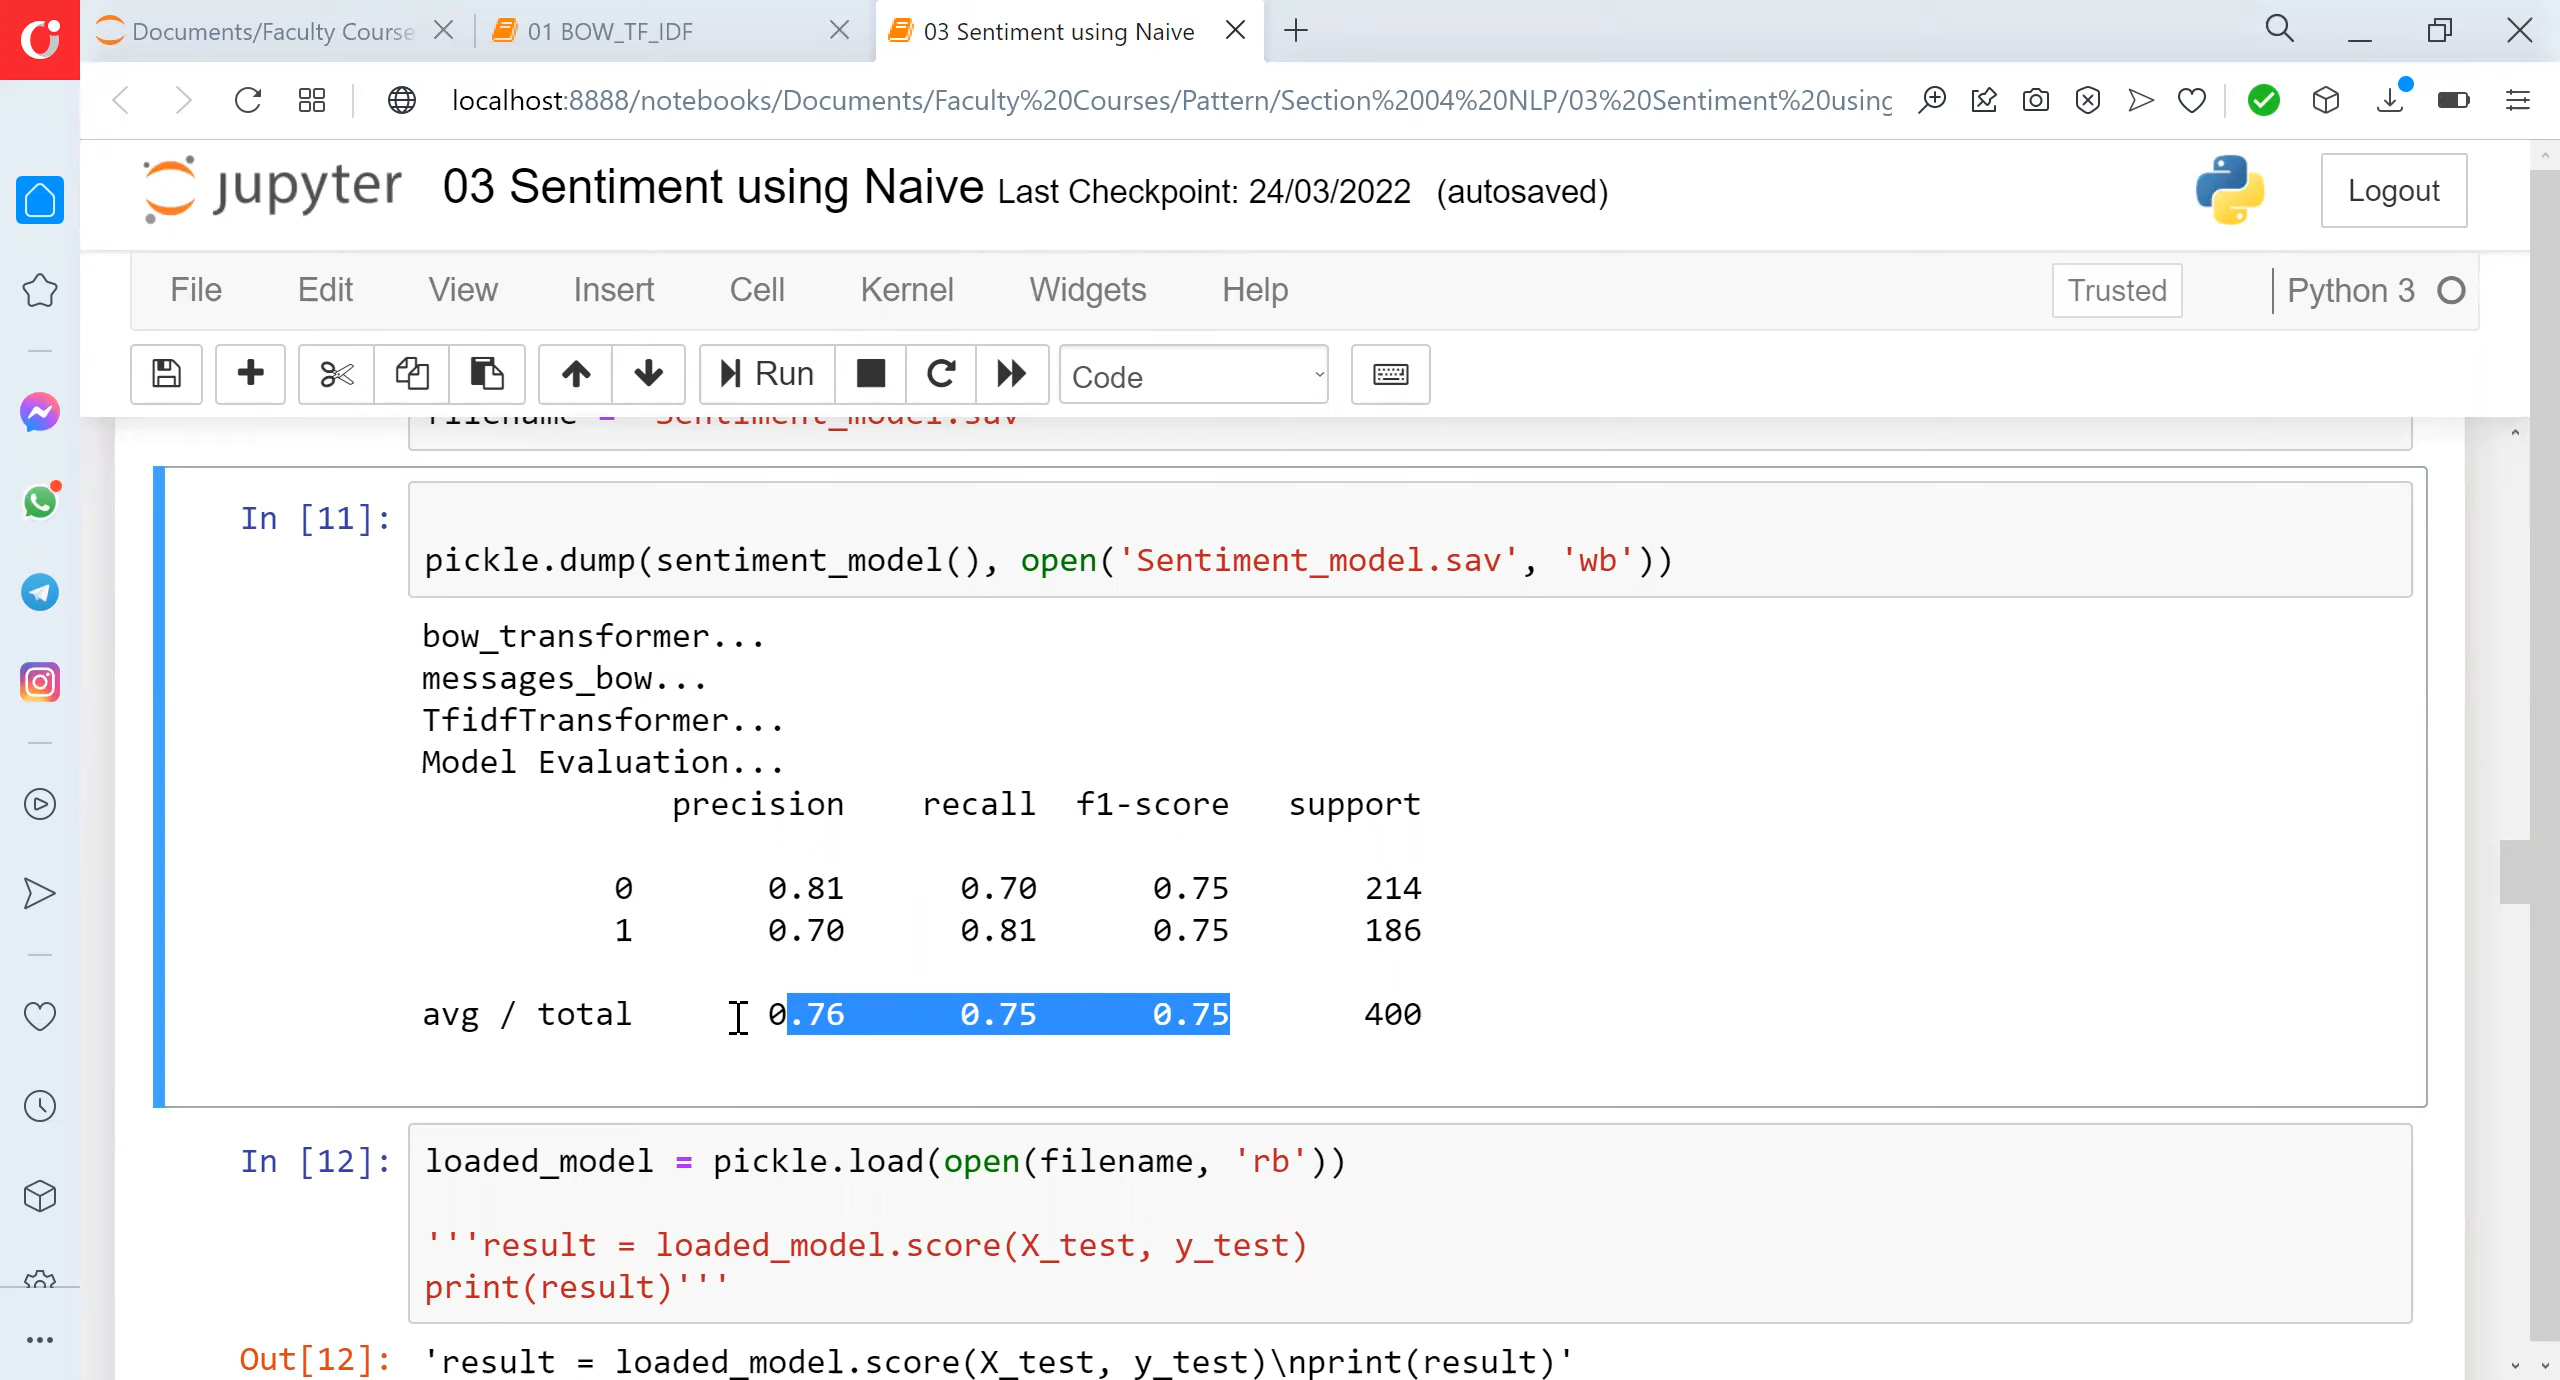 Documents/Faculty Course
01 BOW_TF_IDF
03 Sentiment using Naive
localhost:8888/notebooks/Documents/Faculty%20Courses/Pattern/Section%2004%20NLP/03%20Sentiment%20using
jupyter 03 Sentiment using Naive Last Checkpoint: 24/03/2022 (autosaved)
Logout
File Edit View Insert Cell Kernel Widgets Help
Trusted
Python 3
Run
Code
filename = 'Sentiment_model.sav'
In [11]:
pickle.dump(sentiment_model(), open('Sentiment_model.sav', 'wb'))
bow_transformer...
messages_bow...
TfidfTransformer...
Model Evaluation...
precision recall f1-score support
0 0.81 0.70 0.75 214
1 0.70 0.81 0.75 186
avg / total 0.76 0.75 0.75 400
In [12]: loaded_model = pickle.load(open(filename, 'rb'))
'''result = loaded_model.score(X_test, y_test)
print(result)'''
Out[12]: 'result = loaded_model.score(X_test, y_test)\nprint(result)'